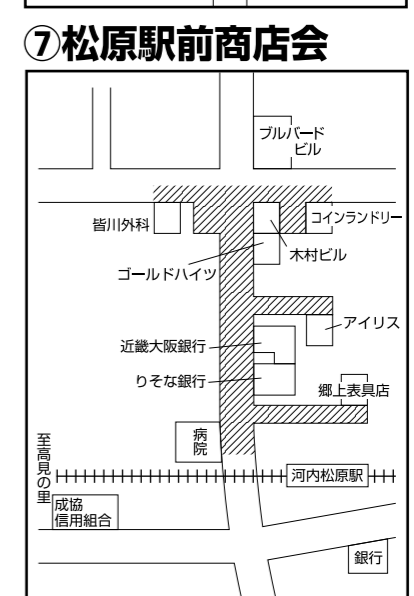 ⑦松原駅前商店会
ブルバード
ビル
皆川外科
コインランドリー
木村ビル
ゴールドハイツ
アイリス
近畿大阪銀行
りそな銀行
郷上表具店
病院
至高見の里
河内松原駅
成協
信用組合
銀行